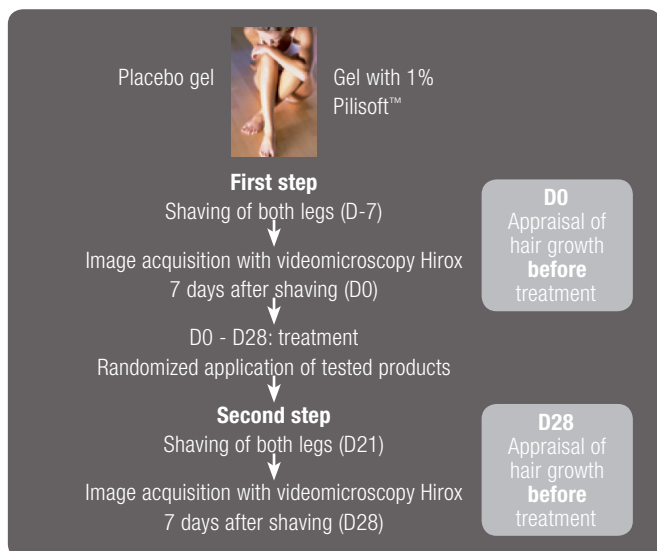 Placebo gel
Gel with 1%
Pilisoft™
First step
Shaving of both legs (D-7)
Image acquisition with videomicroscopy Hirox
7 days after shaving (D0)
D0 - D28: treatment
Randomized application of tested products
Second step
Shaving of both legs (D21)
Image acquisition with videomicroscopy Hirox
7 days after shaving (D28)
D0
Appraisal of
hair growth
before
treatment
D28
Appraisal of
hair growth
before
treatment